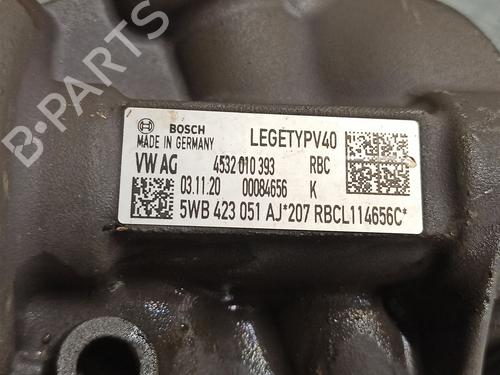 B-PARTS
BOSCH LEGETYPV40
MADE IN GERMANY
VW AG 4532 010 393 RBC
03.11.20 00084656 K
5WB 423 051 AJ*207 RBCL114656C*